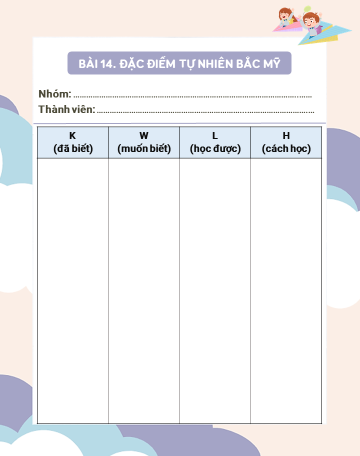 BÀI 14. ĐẶC ĐIỂM TỰ NHIÊN BẮC MỸ
Nhóm: ...............................................................................
Thành viên: .........................................................................
K W L H
(đã biết) (muốn biết) (học được) (cách học)